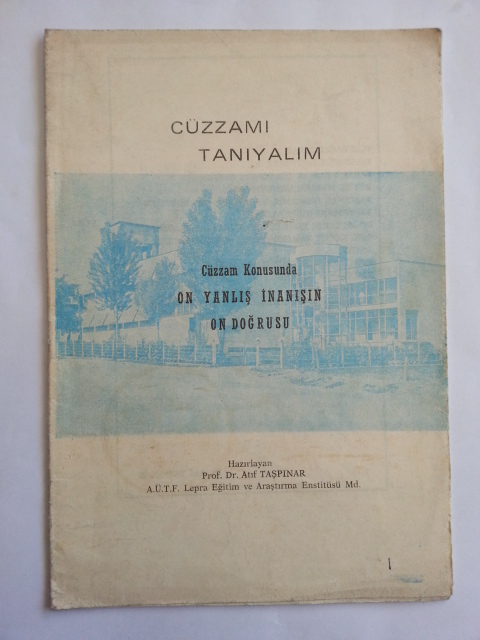 CÜZZAMI
TANIYALIM
Cüzzam Konusunda
ON YANLIŞ İNANIŞIN
ON DOĞRUSU
Hazırlayan
Prof. Dr. Atıf TAŞPINAR
A.Ü.T.F. Lepra Eğitim ve Araştırma Enstitüsü Md.